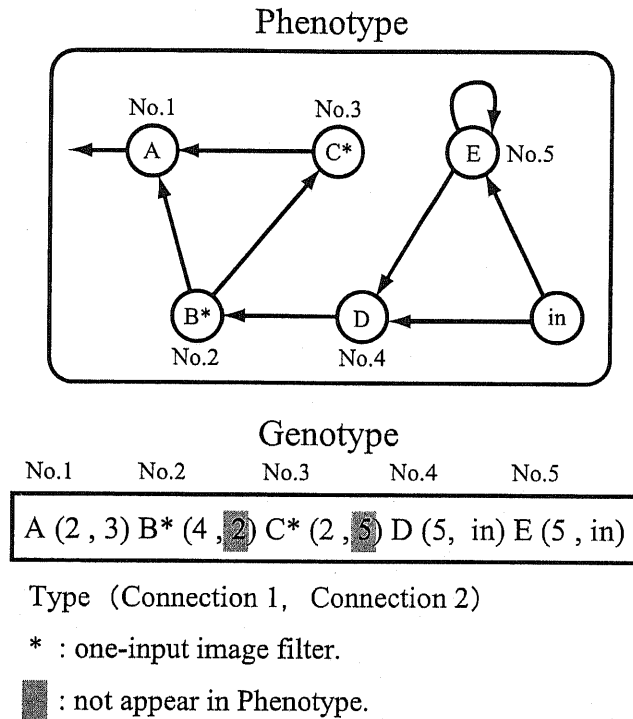 Phenotype
No.1
No.3
A
C*
E
No.5
B*
D
in
No.2
No.4
Genotype
No.1 No.2 No.3 No.4 No.5
A (2 , 3) B* (4 , 2) C* (2 , 5) D (5, in) E (5 , in)
Type (Connection 1, Connection 2)
* : one-input image filter.
: not appear in Phenotype.